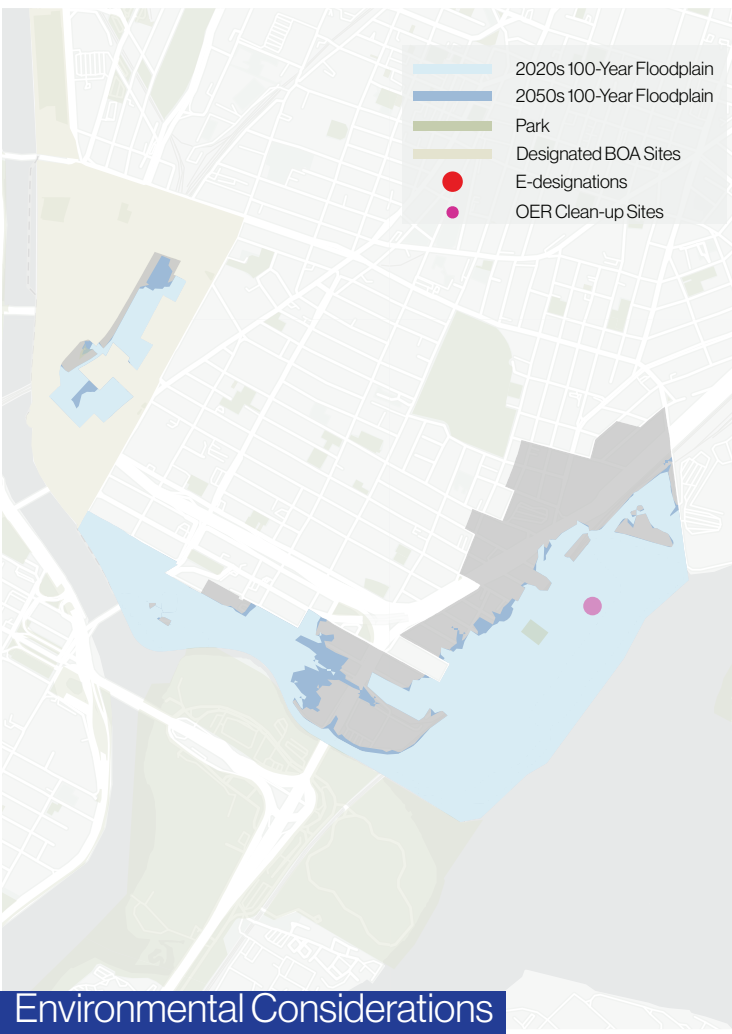 2020s 100-Year Floodplain
2050s 100-Year Floodplain
Park
Designated BOA Sites
E-designations
OER Clean-up Sites
Environmental Considerations